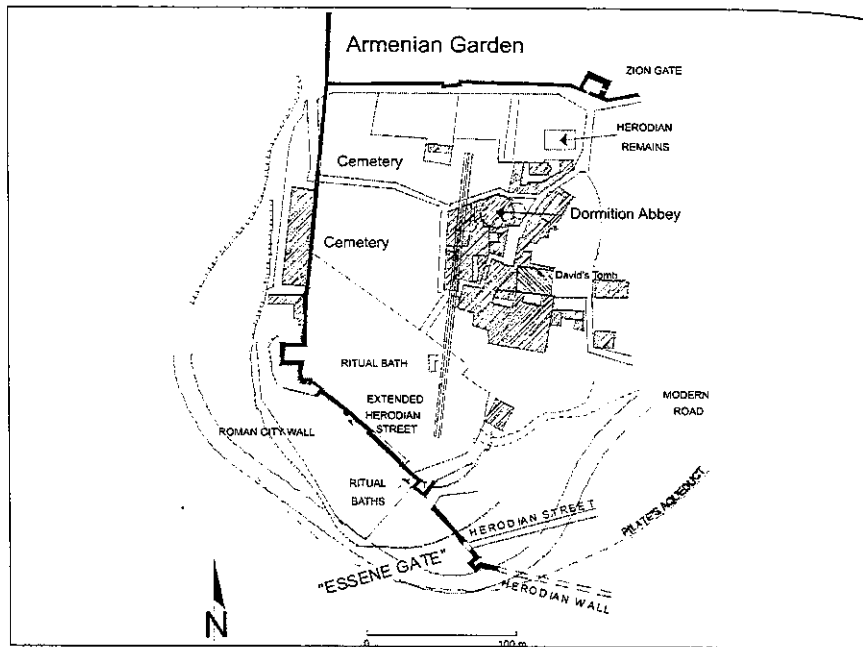 Armenian Garden
ZION GATE
HERODIAN
REMAINS
Cemetery
Dormition Abbey
Cemetery
David's Tomb
RITUAL BATH
EXTENDED
HERODIAN
STREET
MODERN
ROAD
ROMAN CITY WALL
RITUAL
BATHS
HERODIAN STREET
PILATE'S AQUEDUCT
"ESSENE GATE"
HERODIAN WALL
N
0 100 m